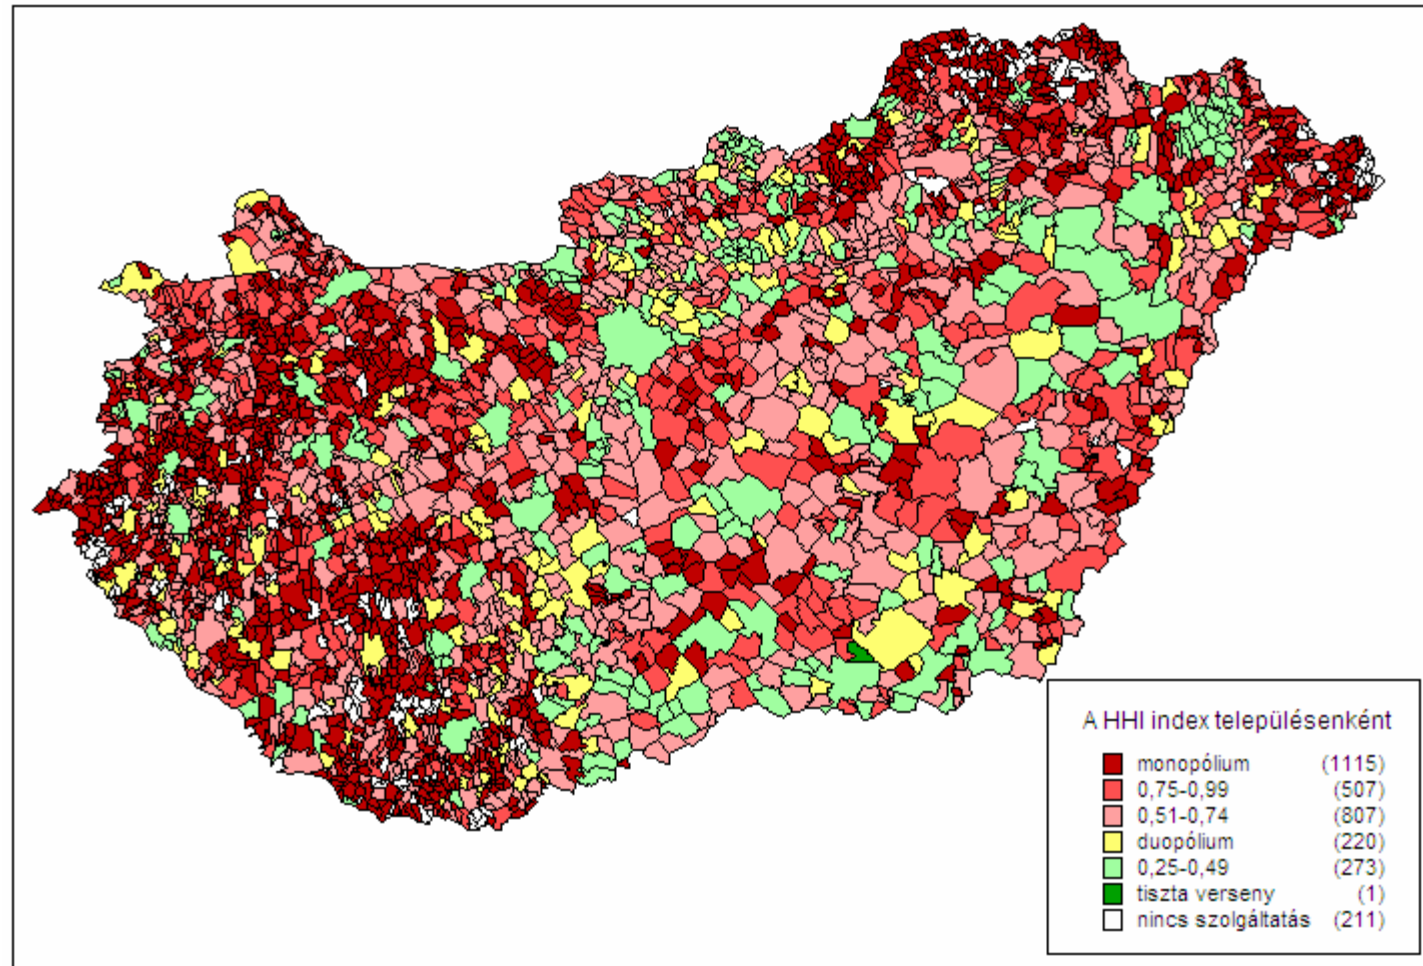 A HHI index településenként
monopólium (1115)
0,75-0,99 (507)
0,51-0,74 (807)
duopólium (220)
0,25-0,49 (273)
tiszta verseny (1)
nincs szolgáltatás (211)